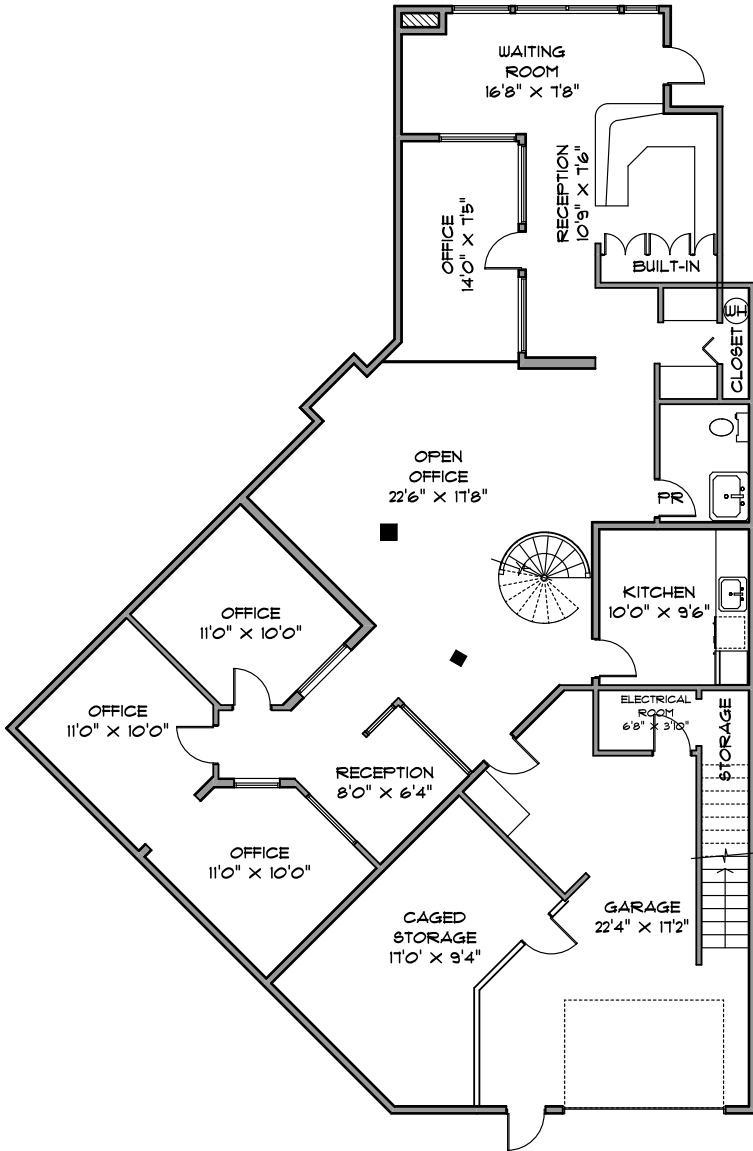 WAITING
ROOM
16'8" X 7'8"
RECEPTION
10'9" X 7'6"
OFFICE
14'0" X 7'5"
BUILT-IN
WH
CLOSET
OPEN
OFFICE
22'6" X 17'8"
PR
KITCHEN
10'0" X 9'6"
OFFICE
11'0" X 10'0"
OFFICE
11'0" X 10'0"
ELECTRICAL
ROOM
6'8" X 3'10"
STORAGE
RECEPTION
8'0" X 6'4"
OFFICE
11'0" X 10'0"
CAGED
STORAGE
17'0' X 9'4"
GARAGE
22'4" X 17'2"